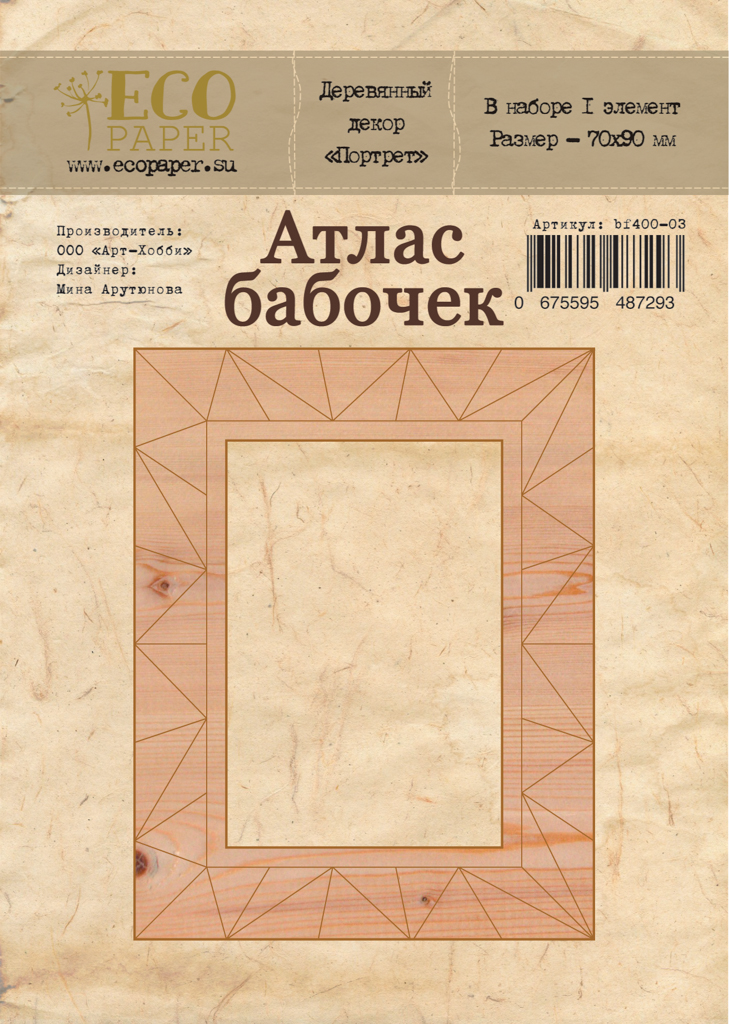 ECO
PAPER
www.ecopaper.su
Деревянный
декор
«Портрет»
В наборе 1 элемент
Размер – 70x90 мм
Производитель:
ООО «Арт-Хобби»
Дизайнер:
Мина Арутюнова
Атлас
бабочек
Артикул: bf400-03
0 675595 487293